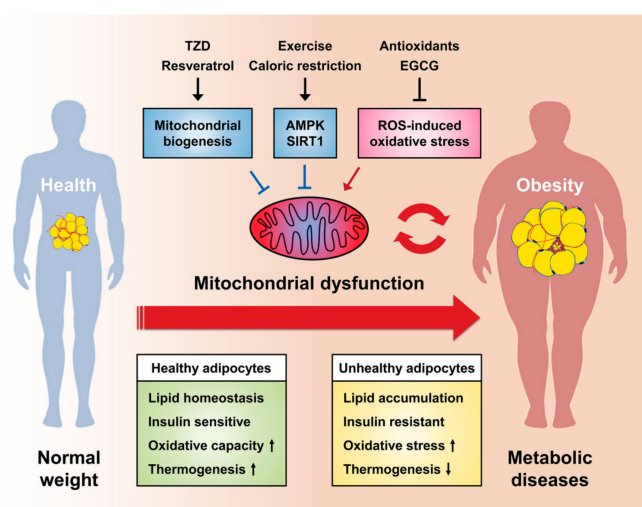 TZD
Resveratrol
Exercise
Caloric restriction
Antioxidants
EGCG
Mitochondrial
biogenesis
AMPK
SIRT1
ROS-induced
oxidative stress
Health
Obesity
Mitochondrial dysfunction
Healthy adipocytes
Lipid homeostasis
Insulin sensitive
Oxidative capacity ↑
Thermogenesis ↑
Unhealthy adipocytes
Lipid accumulation
Insulin resistant
Oxidative stress ↑
Thermogenesis ↓
Normal
weight
Metabolic
diseases